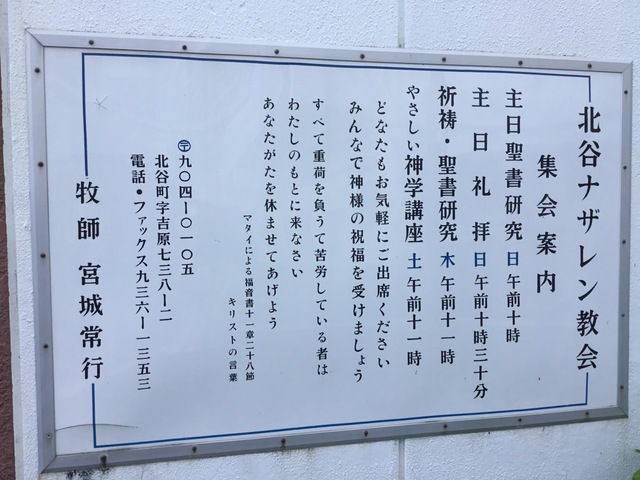 北谷ナザレン教会
集会案内
主日聖書研究 日 午前十時
主日礼拝 日 午前十時三十分
祈祷・聖書研究 木 午前十一時
やさしい神学講座 土 午前十一時
どなたもお気軽にご出席ください
みんなで神様の祝福を受けましょう
すべて重荷を負うて苦労している者は
わたしのもとに来なさい
あなたがたを休ませてあげよう
マタイによる福音書十一章二十八節
キリストの言葉
〒九〇四－〇一〇五
北谷町字吉原七三八－二
電話・ファックス九三六－一三五三
牧師 宮城常行